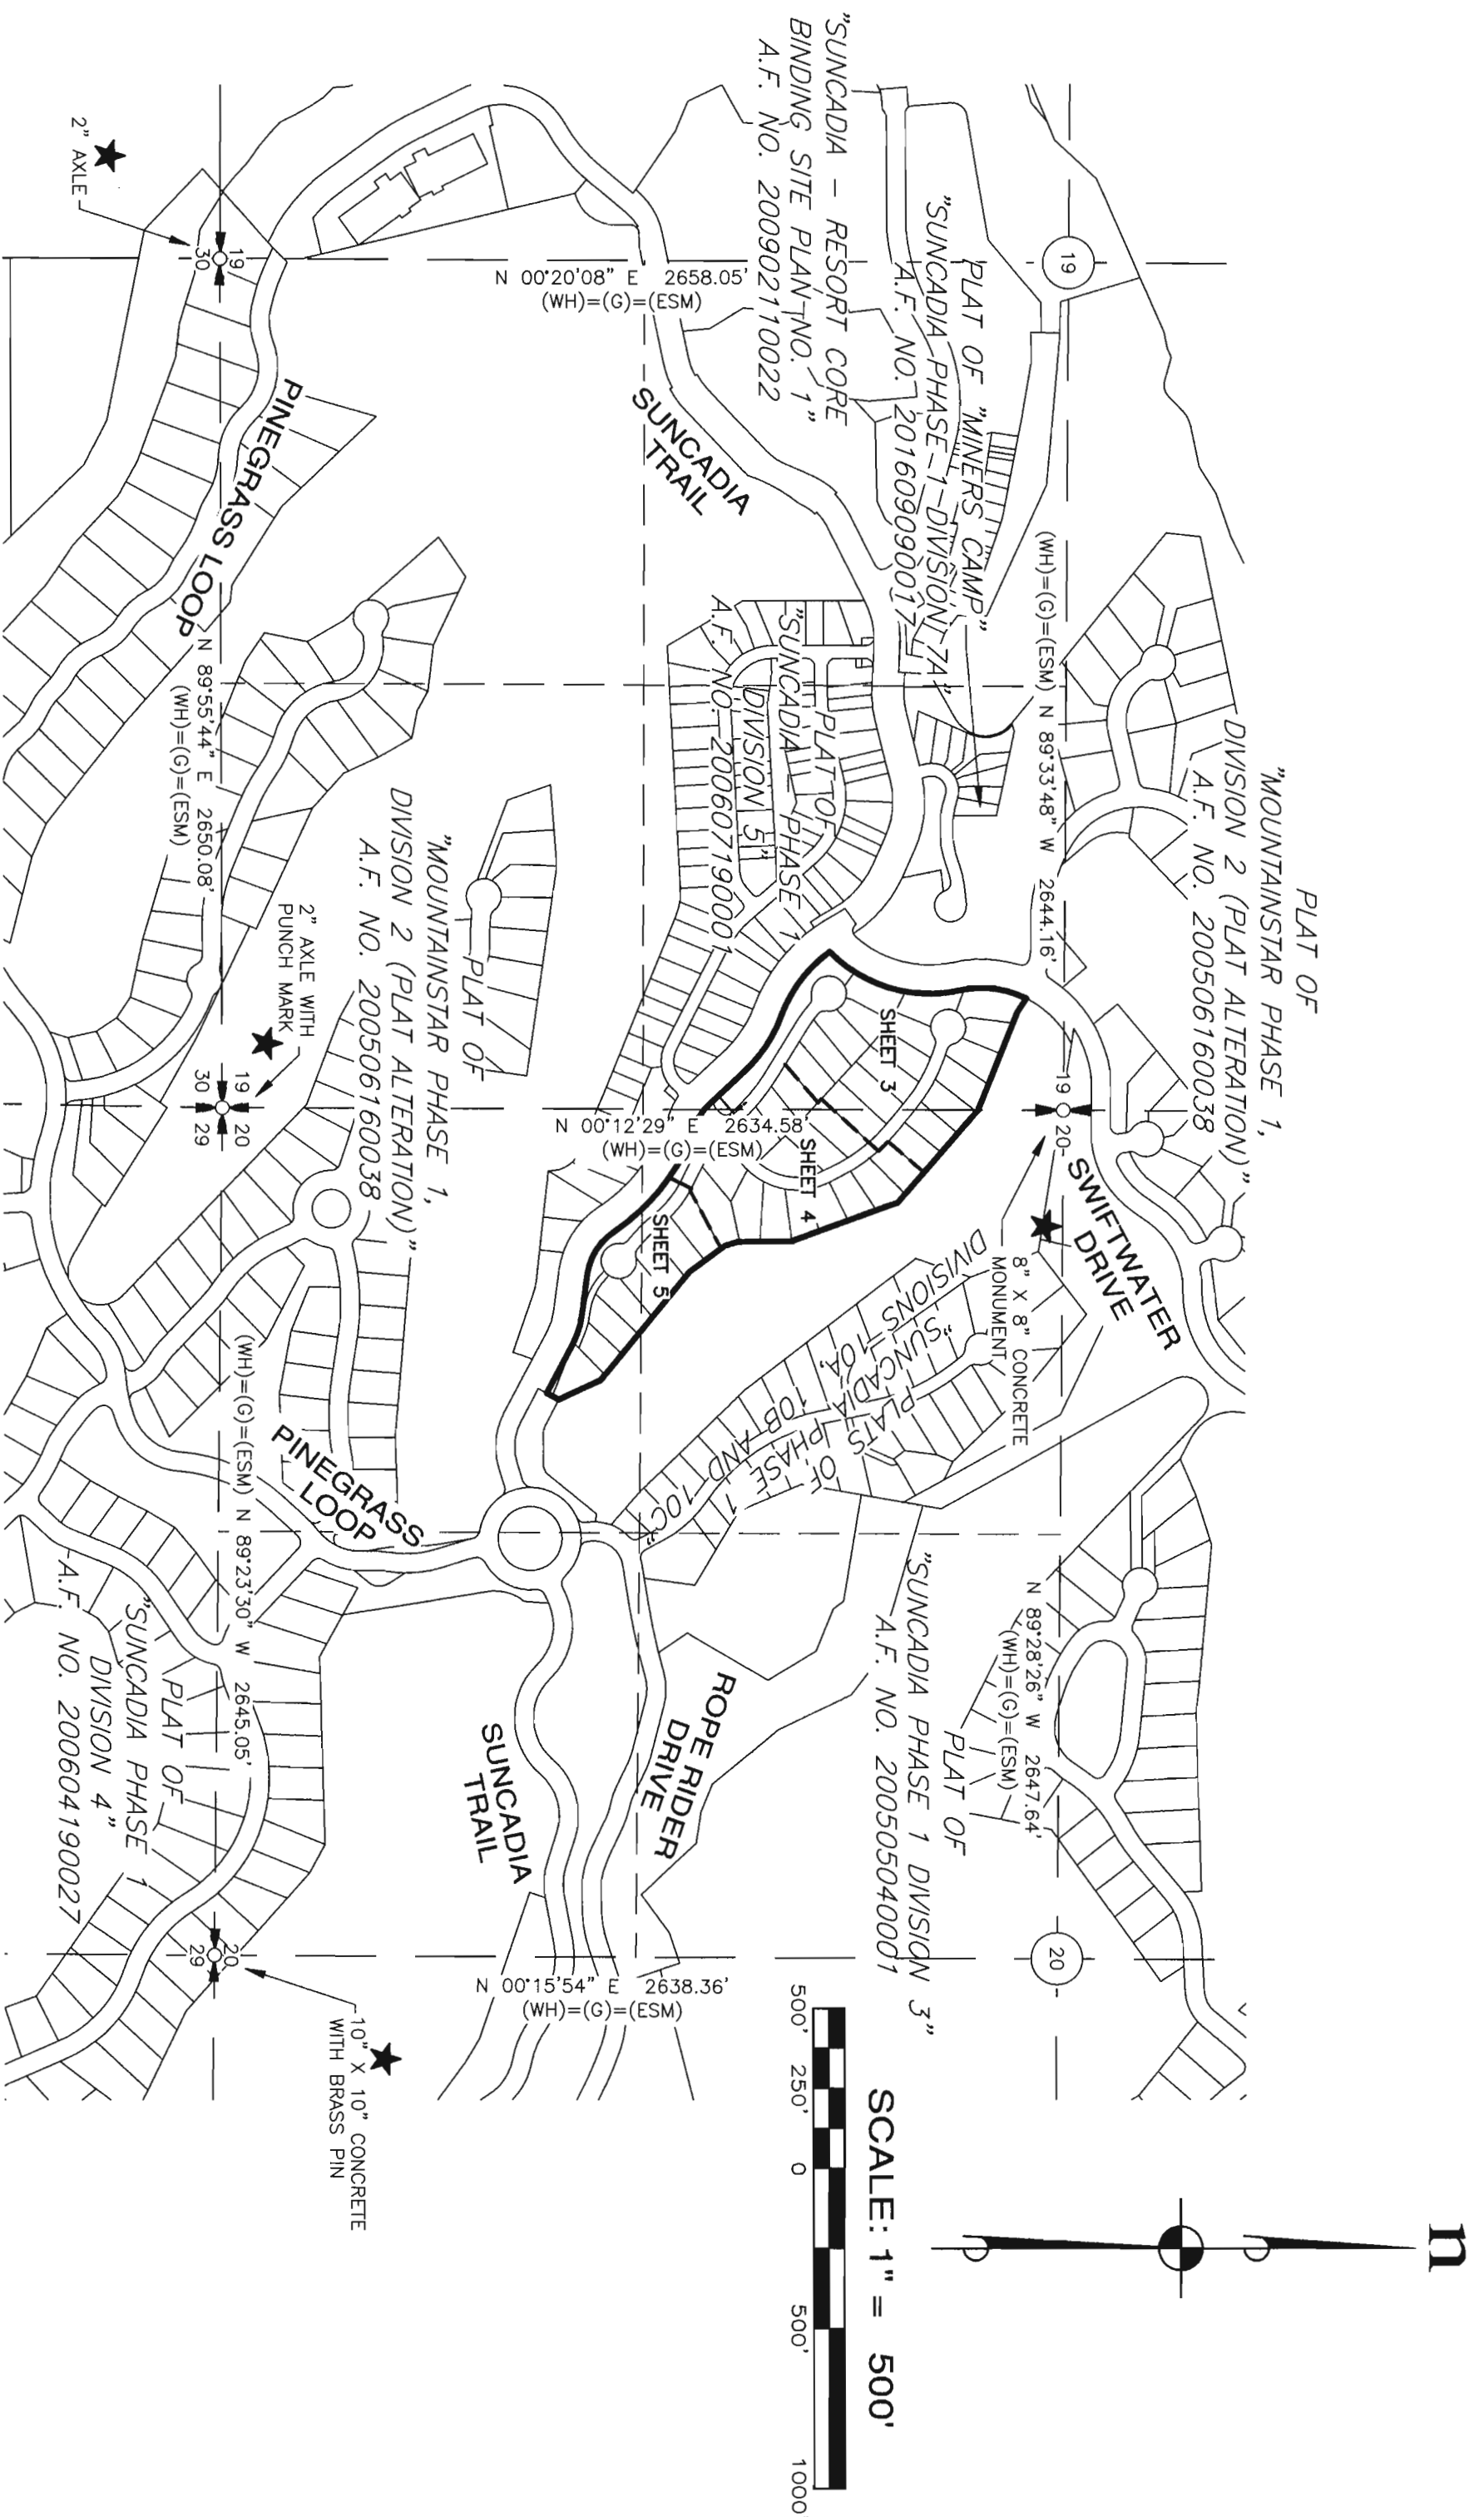 PLAT OF
"MOUNTAINSTAR PHASE 1,
DIVISION 2 (PLAT ALTERATION)"
A.F. NO. 200506160038
"SUNCADIA - RESORT CORE
BINDING SITE PLAN NO. 1"
A.F. NO. 200902110022
PLAT OF "MINERS CAMP"
"SUNCADIA PHASE 1 DIVISION 7A"
A.F. NO. 201609090017
19
(WH)=(G)=(ESM) N 89°33'48" W 2644.16'
19
20
SWIFTWATER
DRIVE
8" X 8" CONCRETE
MONUMENT
N 89°28'26" W 2647.64'
(WH)=(G)=(ESM)
20
N 00°20'08" E 2658.05'
(WH)=(G)=(ESM)
SUNCADIA
TRAIL
PLAT OF
"SUNCADIA - PHASE 1
DIVISION 5"
A.F. NO. 200607190001
SHEET 3
SHEET 4
SHEET 5
N 00°12'29" E 2634.58'
(WH)=(G)=(ESM)
PLATS OF
"SUNCADIA PHASE 1
DIVISIONS 10A, 10B AND 10C"
PLAT OF
"SUNCADIA PHASE 1 DIVISION 3"
A.F. NO. 200505040001
ROPE RIDER
DRIVE
SUNCADIA
TRAIL
N 00°15'54" E 2638.36'
(WH)=(G)=(ESM)
PLAT OF
"MOUNTAINSTAR PHASE 1,
DIVISION 2 (PLAT ALTERATION)"
A.F. NO. 200506160038
2" AXLE
19
30
PINEGRASS LOOP
N 89°55'44" E 2650.08'
(WH)=(G)=(ESM)
2" AXLE WITH
PUNCH MARK
19 20
30 29
(WH)=(G)=(ESM) N 89°23'30" W 2645.05'
PINEGRASS
LOOP
PLAT OF
"SUNCADIA PHASE 1
DIVISION 4"
A.F. NO. 200604190027
20
29
10" X 10" CONCRETE
WITH BRASS PIN
n
SCALE: 1" = 500'
500' 250' 0 500' 1000